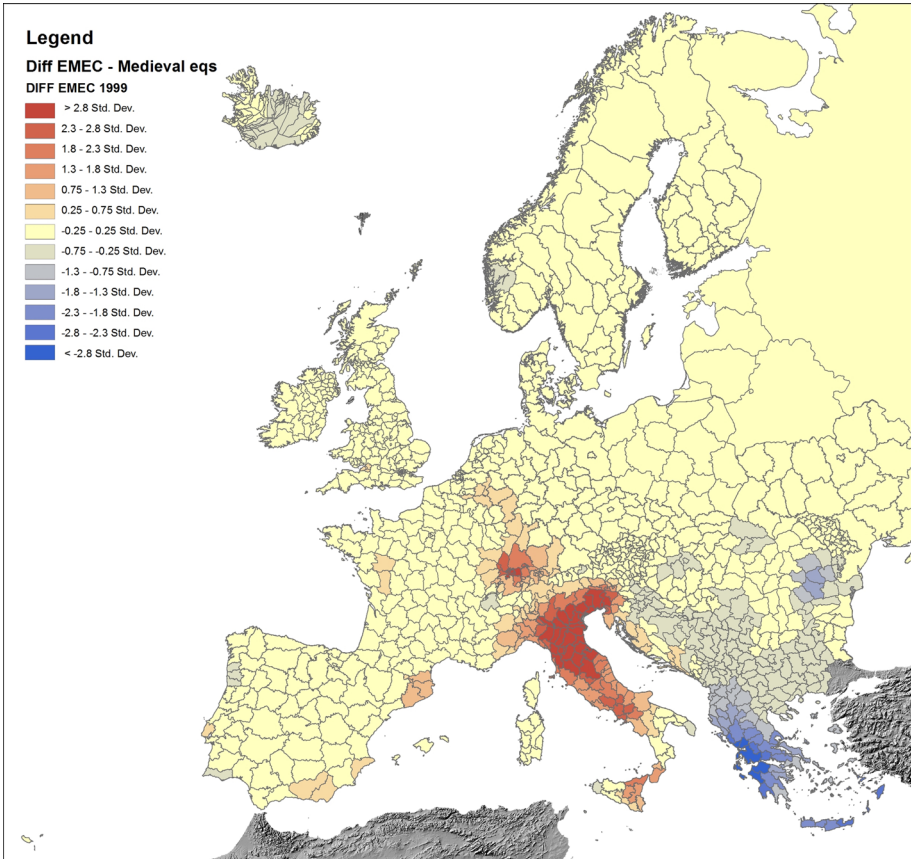 Legend
Diff EMEC - Medieval eqs
DIFF EMEC 1999
> 2.8 Std. Dev.
2.3 - 2.8 Std. Dev.
1.8 - 2.3 Std. Dev.
1.3 - 1.8 Std. Dev.
0.75 - 1.3 Std. Dev.
0.25 - 0.75 Std. Dev.
-0.25 - 0.25 Std. Dev.
-0.75 - -0.25 Std. Dev.
-1.3 - -0.75 Std. Dev.
-1.8 - -1.3 Std. Dev.
-2.3 - -1.8 Std. Dev.
-2.8 - -2.3 Std. Dev.
< -2.8 Std. Dev.